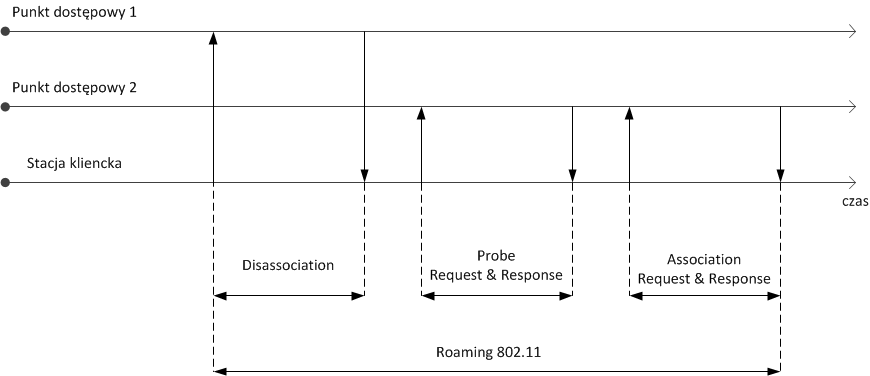 Punkt dostępowy 1
Punkt dostępowy 2
Stacja kliencka
czas
Disassociation
Probe
Request & Response
Association
Request & Response
Roaming 802.11